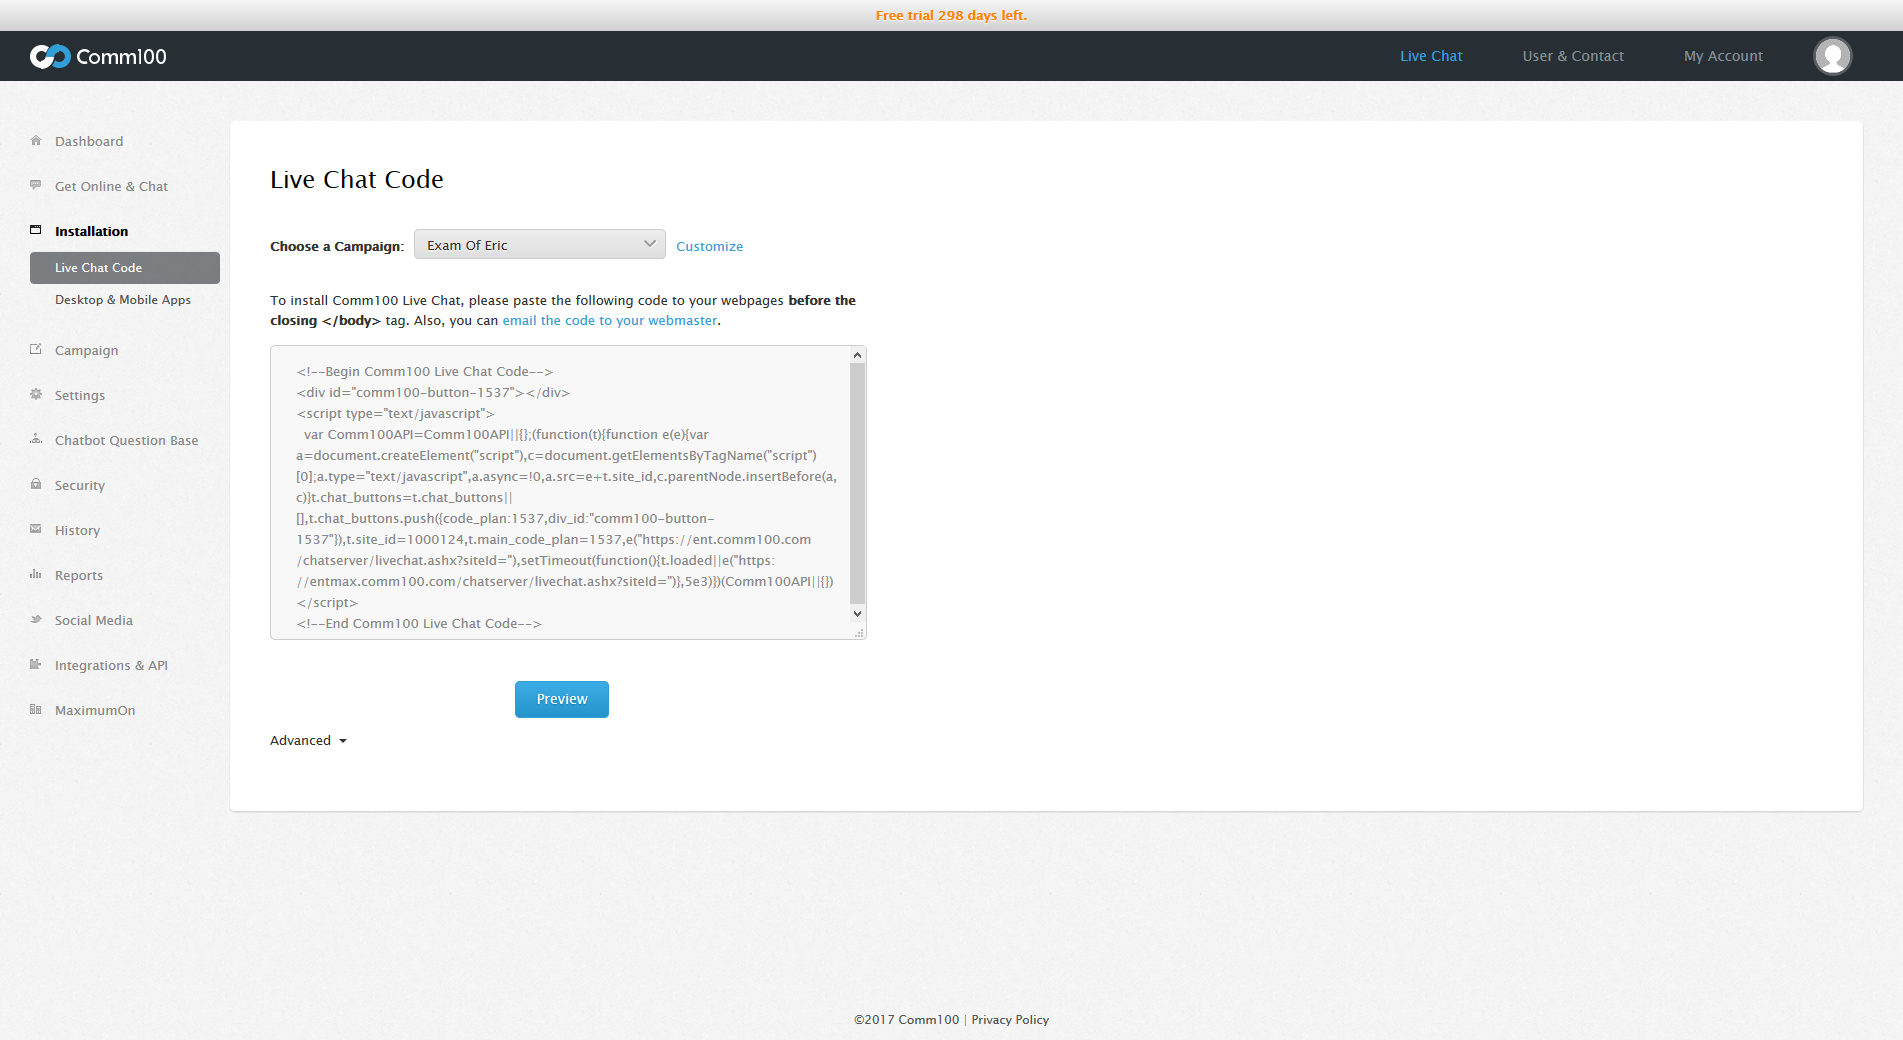 Free trial 298 days left.
Comm100
Live Chat
User & Contact
My Account
Dashboard
Get Online & Chat
Installation
Live Chat Code
Desktop & Mobile Apps
Campaign
Settings
Chatbot Question Base
Security
History
Reports
Social Media
Integrations & API
MaximumOn
Live Chat Code
Choose a Campaign: Exam Of Eric Customize
To install Comm100 Live Chat, please paste the following code to your webpages before the
closing </body> tag. Also, you can email the code to your webmaster.
<!--Begin Comm100 Live Chat Code-->
<div id="comm100-button-1537"></div>
<script type="text/javascript">
var Comm100API=Comm100API||{};(function(t){function e(e){var
a=document.createElement("script"),c=document.getElementsByTagName("script")
[0];a.type="text/javascript",a.async=!0,a.src=e+t.site_id,c.parentNode.insertBefore(a,
c)}t.chat_buttons=t.chat_buttons||
[],t.chat_buttons.push({code_plan:1537,div_id:"comm100-button-
1537"}),t.site_id=1000124,t.main_code_plan=1537,e("https://ent.comm100.com
/chatserver/livechat.ashx?siteId="),setTimeout(function(){t.loaded||e("https:
//entmax.comm100.com/chatserver/livechat.ashx?siteId=")},5e3)})(Comm100API||{})
</script>
<!--End Comm100 Live Chat Code-->
Preview
Advanced
©2017 Comm100 | Privacy Policy